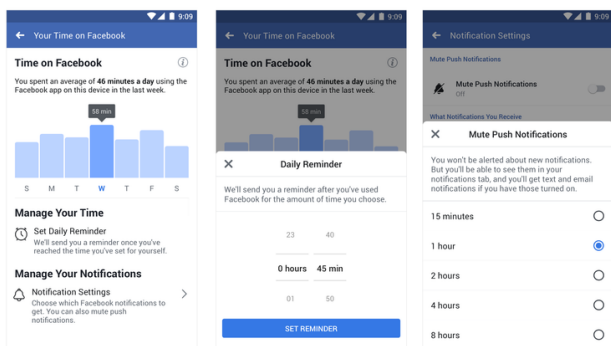 9:09
Your Time on Facebook
Time on Facebook
You spent an average of 46 minutes a day using the
Facebook app on this device in the last week.
58 min
S M T W T F S
Manage Your Time
Set Daily Reminder
We'll send you a reminder once you've
reached the time you've set for yourself.
Manage Your Notifications
Notification Settings
Choose which Facebook notifications to
get. You can also mute push
notifications.
9:09
Your Time on Facebook
Time on Facebook
You spent an average of 46 minutes a day using the
Facebook app on this device in the last week.
58 min
Daily Reminder
We'll send you a reminder after you've used
Facebook for the amount of time you choose.
23 40
0 hours 45 min
01 50
SET REMINDER
9:09
Notification Settings
Mute Push Notifications
Mute Push Notifications
Off
What Notifications You Receive
Mute Push Notifications
You won't be alerted about new notifications.
But you'll be able to see them in your
notifications tab, and you'll get text and email
notifications if you have those turned on.
15 minutes
1 hour
2 hours
4 hours
8 hours